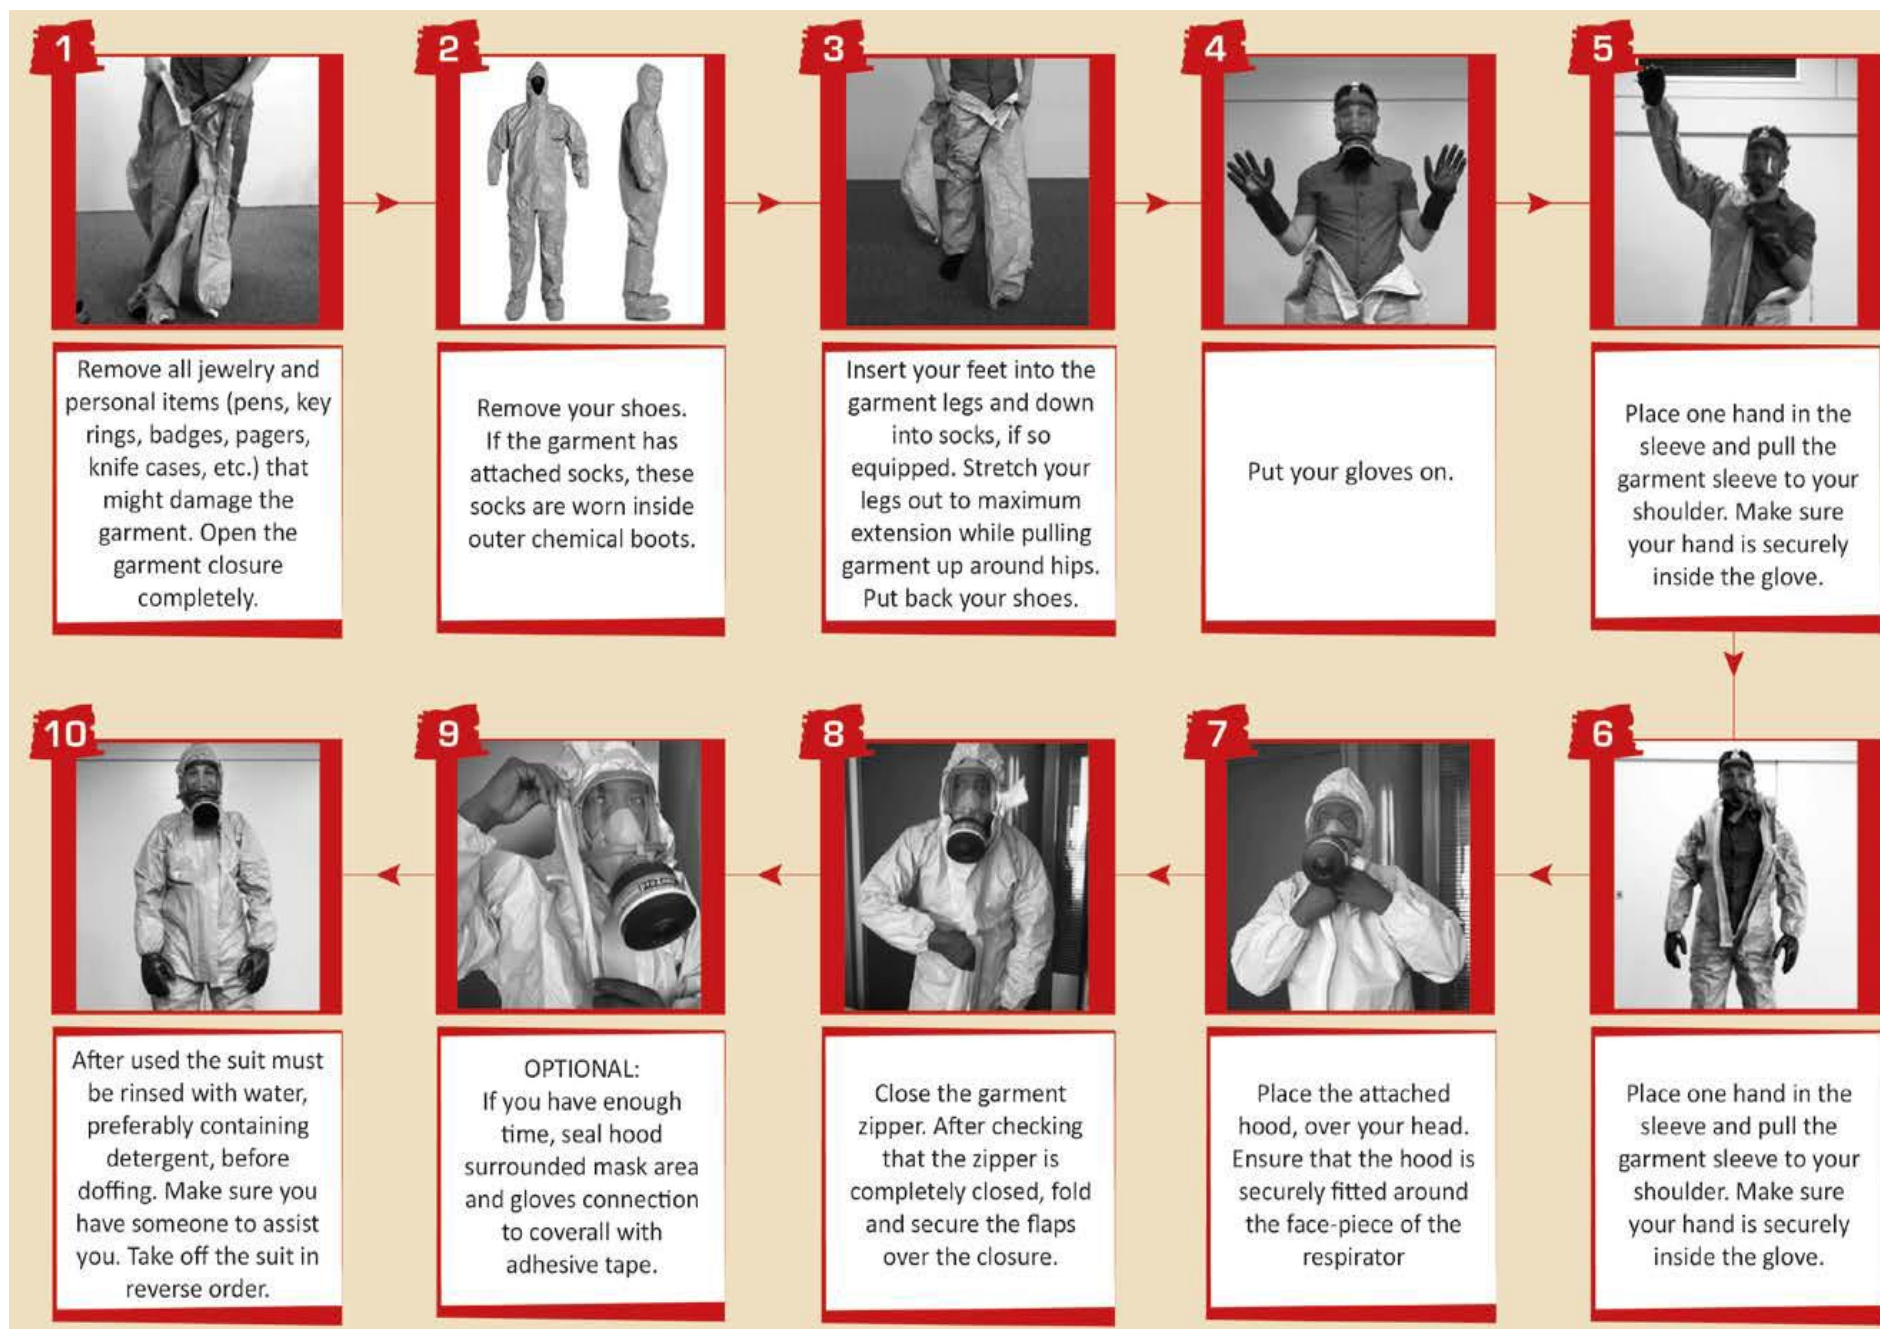 1
Remove all jewelry and
personal items (pens, key
rings, badges, pagers,
knife cases, etc.) that
might damage the
garment. Open the
garment closure
completely.
2
Remove your shoes.
If the garment has
attached socks, these
socks are worn inside
outer chemical boots.
3
Insert your feet into the
garment legs and down
into socks, if so
equipped. Stretch your
legs out to maximum
extension while pulling
garment up around hips.
Put back your shoes.
4
Put your gloves on.
5
Place one hand in the
sleeve and pull the
garment sleeve to your
shoulder. Make sure
your hand is securely
inside the glove.
6
Place one hand in the
sleeve and pull the
garment sleeve to your
shoulder. Make sure
your hand is securely
inside the glove.
7
Place the attached
hood, over your head.
Ensure that the hood is
securely fitted around
the face-piece of the
respirator
8
Close the garment
zipper. After checking
that the zipper is
completely closed, fold
and secure the flaps
over the closure.
9
OPTIONAL:
If you have enough
time, seal hood
surrounded mask area
and gloves connection
to coverall with
adhesive tape.
10
After used the suit must
be rinsed with water,
preferably containing
detergent, before
doffing. Make sure you
have someone to assist
you. Take off the suit in
reverse order.